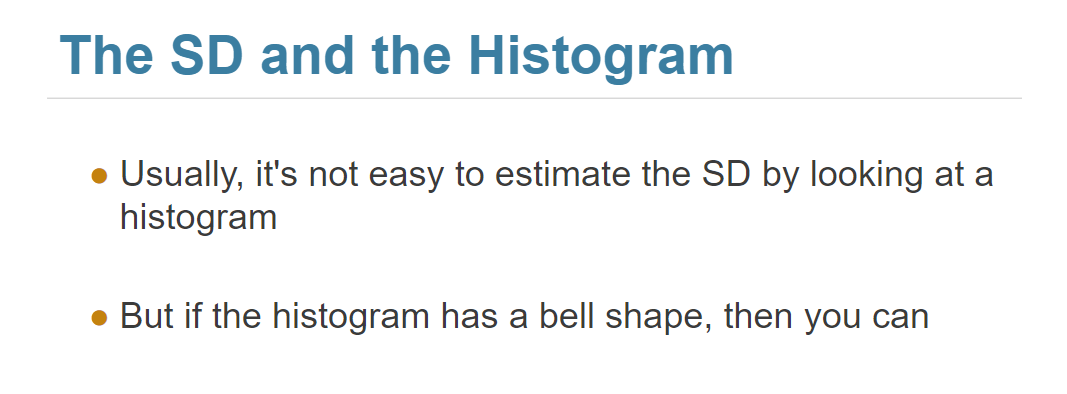 The SD and the Histogram
● Usually, it's not easy to estimate the SD by looking at a
histogram
● But if the histogram has a bell shape, then you can